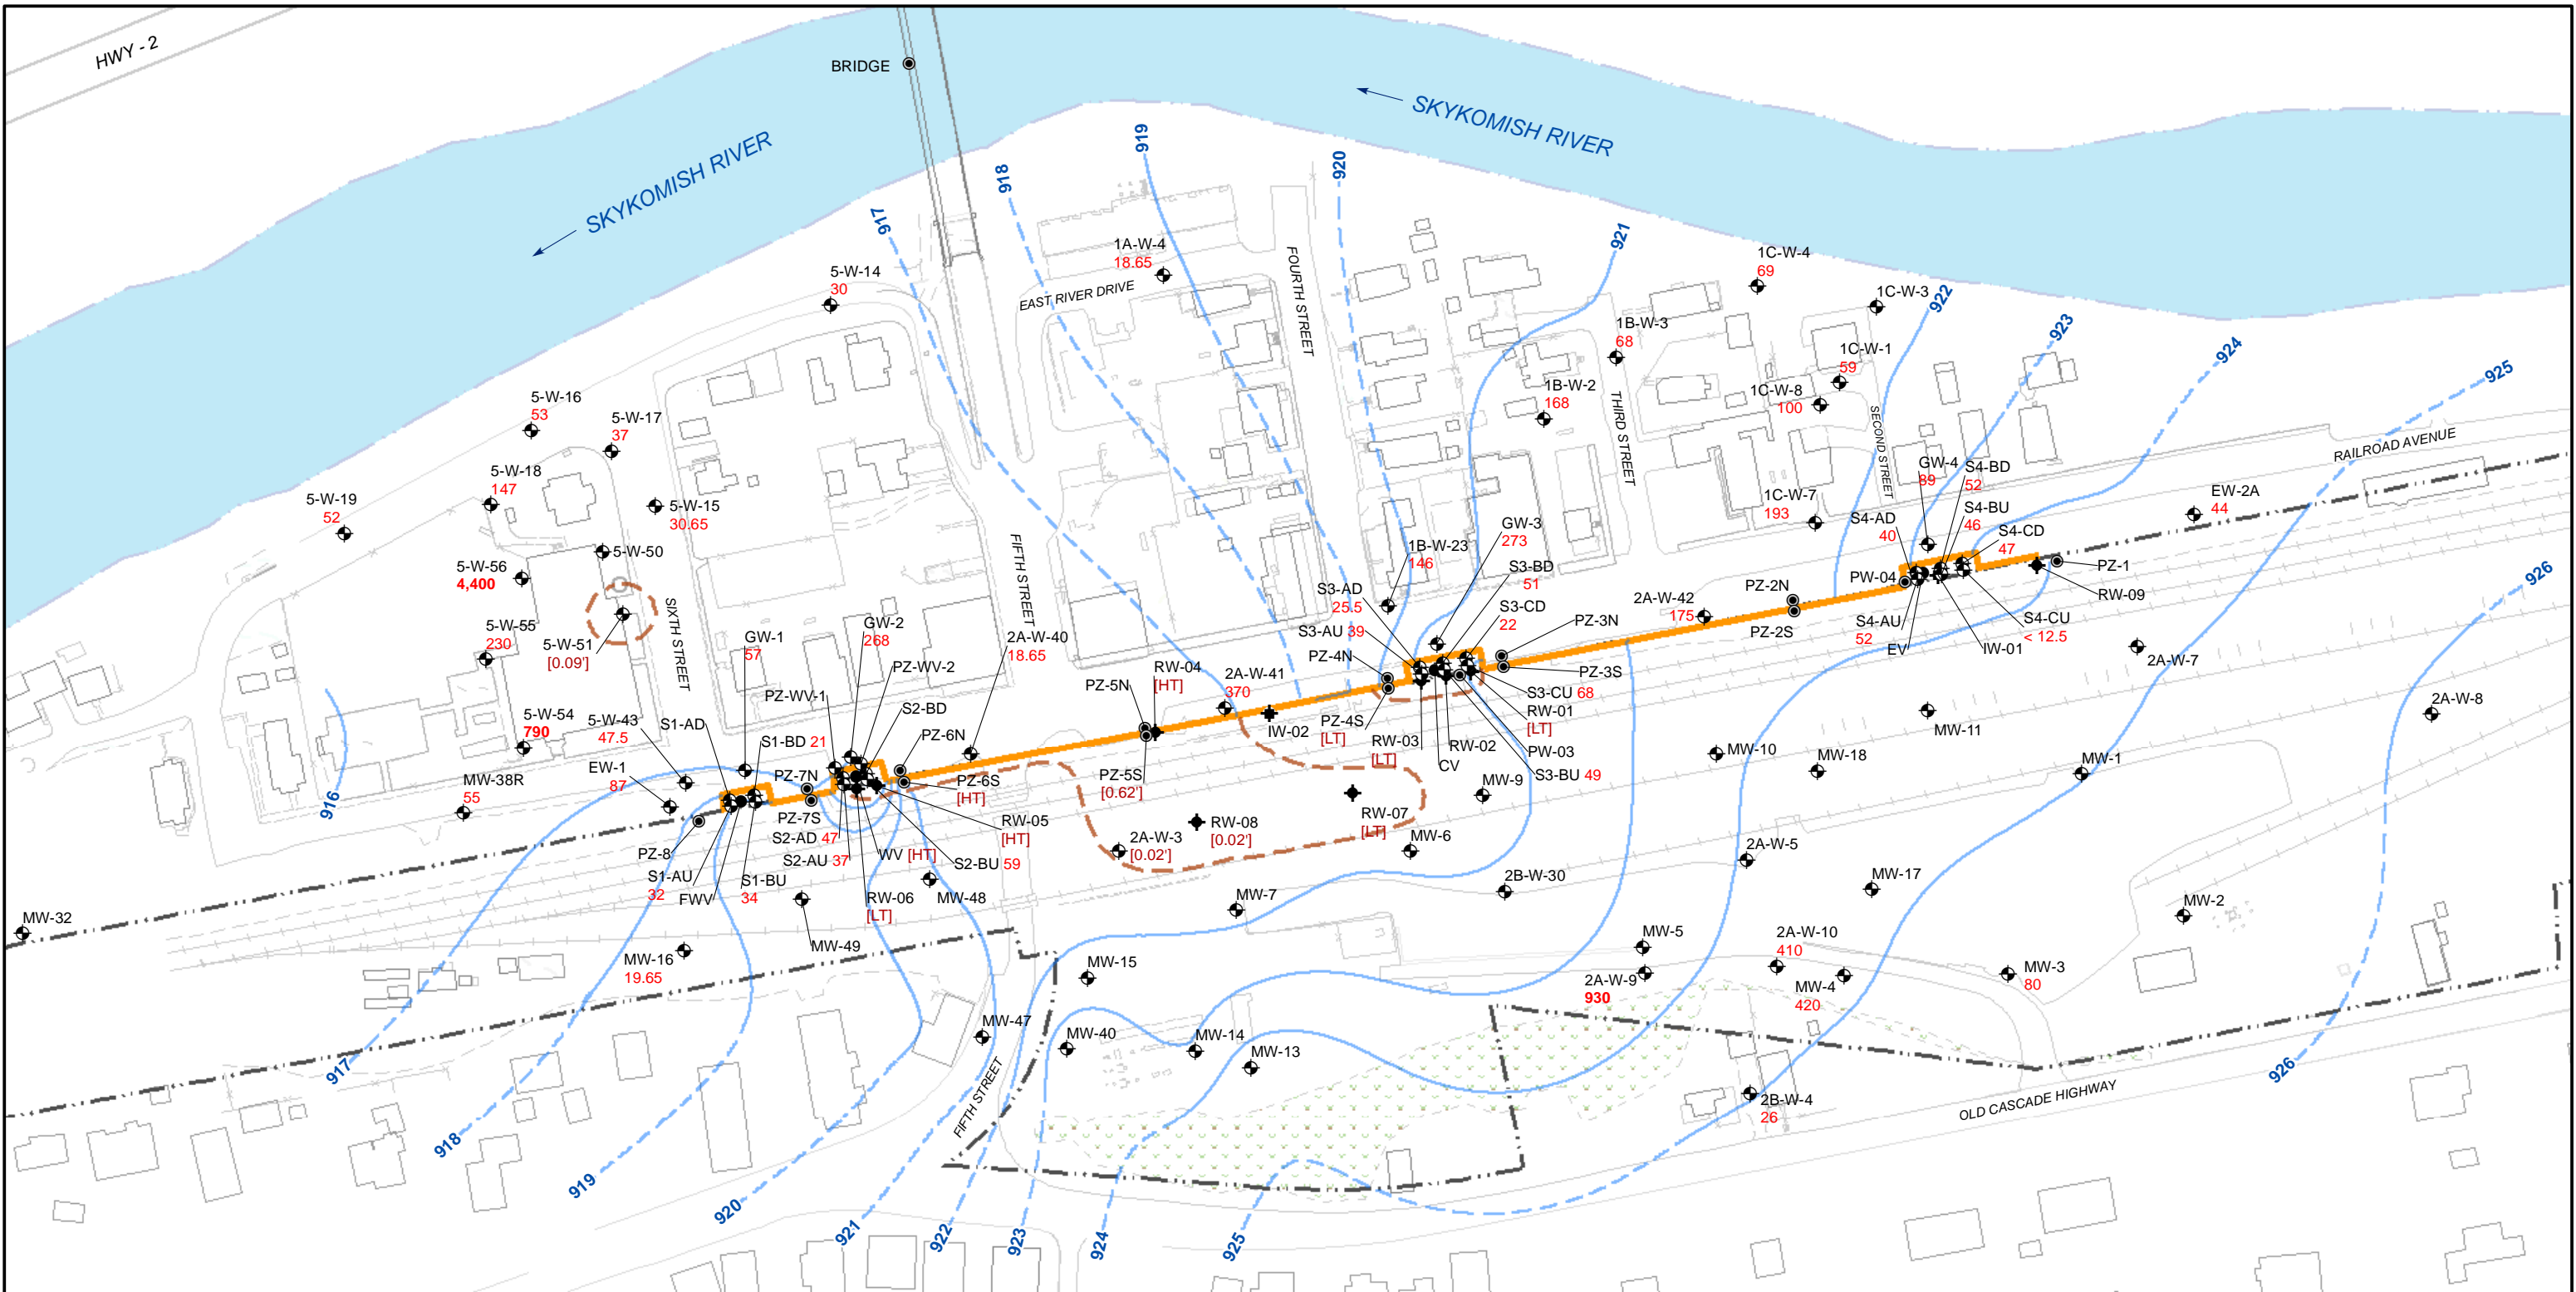 HWY - 2
BRIDGE
SKYKOMISH RIVER
SKYKOMISH RIVER
919
920
918
917
921
922
923
924
925
1A-W-4
18.65
EAST RIVER DRIVE
FOURTH STREET
5-W-14
30
1C-W-4
69
1C-W-3
1B-W-3
68
1C-W-1
59
1B-W-2
168
1C-W-8
100
THIRD STREET
SECOND STREET
RAILROAD AVENUE
5-W-16
53
5-W-17
37
5-W-18
147
5-W-19
52
5-W-15
30.65
5-W-50
5-W-56
4,400
5-W-55
230
5-W-51
[0.09']
5-W-54
790
5-W-43
47.5
SIXTH STREET
FIFTH STREET
GW-4
89
S4-BD
52
S4-BU
46
S4-CD
47
S4-AD
40
1C-W-7
193
EW-2A
44
GW-3
273
1B-W-23
146
S3-BD
51
S3-AD
25.5
S3-CD
22
S3-AU 39
PZ-4N
PZ-3N
PZ-3S
2A-W-42
175
PZ-2N
PZ-2S
PW-04
S4-AU
52
EV
IW-01
S4-CU
< 12.5
PZ-1
RW-09
926
2A-W-7
2A-W-8
MW-11
MW-10
MW-18
MW-1
GW-1
57
GW-2
268
2A-W-40
18.65
PZ-WV-2
PZ-WV-1
S2-BD
PZ-6N
PZ-5N
RW-04
[HT]
2A-W-41
370
IW-02
PZ-4S
[LT]
RW-03
[LT]
CV
RW-02
S3-CU 68
RW-01
[LT]
PW-03
S3-BU 49
MW-9
S1-AD
S1-BD 21
PZ-7N
EW-1
87
MW-38R
55
916
PZ-6S
[HT]
PZ-5S
[0.62']
RW-05
[HT]
RW-08
[0.02']
2A-W-3
[0.02']
RW-07
[LT]
MW-6
PZ-7S
S2-AD 47
S2-AU 37
WV [HT]
S2-BU 59
PZ-8
S1-AU
32
FWV
S1-BU
34
RW-06
[LT]
MW-48
MW-49
MW-32
MW-16
19.65
MW-7
2B-W-30
2A-W-5
MW-17
MW-2
MW-5
2A-W-9
930
2A-W-10
410
MW-4
420
MW-3
80
MW-15
MW-47
MW-40
MW-14
MW-13
2B-W-4
26
OLD CASCADE HIGHWAY
FIFTH STREET
917
918
919
920
921
922
923
924
925
926